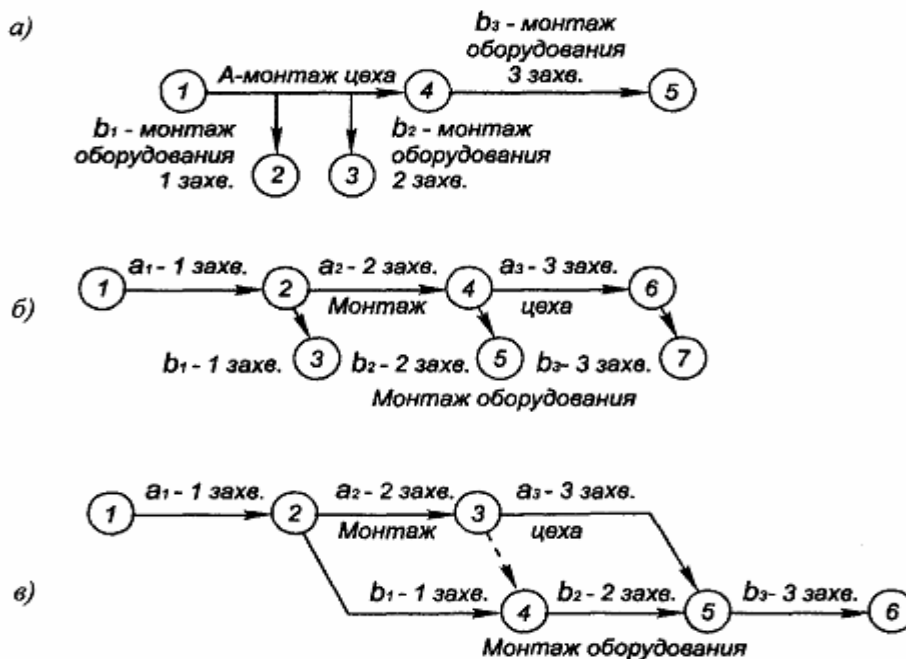 а)
b₃ - монтаж
оборудования
3 захв.
А-монтаж цеха
1
4
5
b₁ - монтаж
оборудования
1 захв.
2
3
b₂ - монтаж
оборудования
2 захв.
б)
a₁ - 1 захв.
a₂ - 2 захв.
a₃ - 3 захв.
1
2
4
6
Монтаж
цеха
b₁ - 1 захв.
3
b₂ - 2 захв.
5
b₃- 3 захв.
7
Монтаж оборудования
в)
a₁ - 1 захв.
a₂ - 2 захв.
a₃ - 3 захв.
1
2
3
Монтаж
цеха
b₁ - 1 захв.
4
b₂ - 2 захв.
5
b₃- 3 захв.
6
Монтаж оборудования